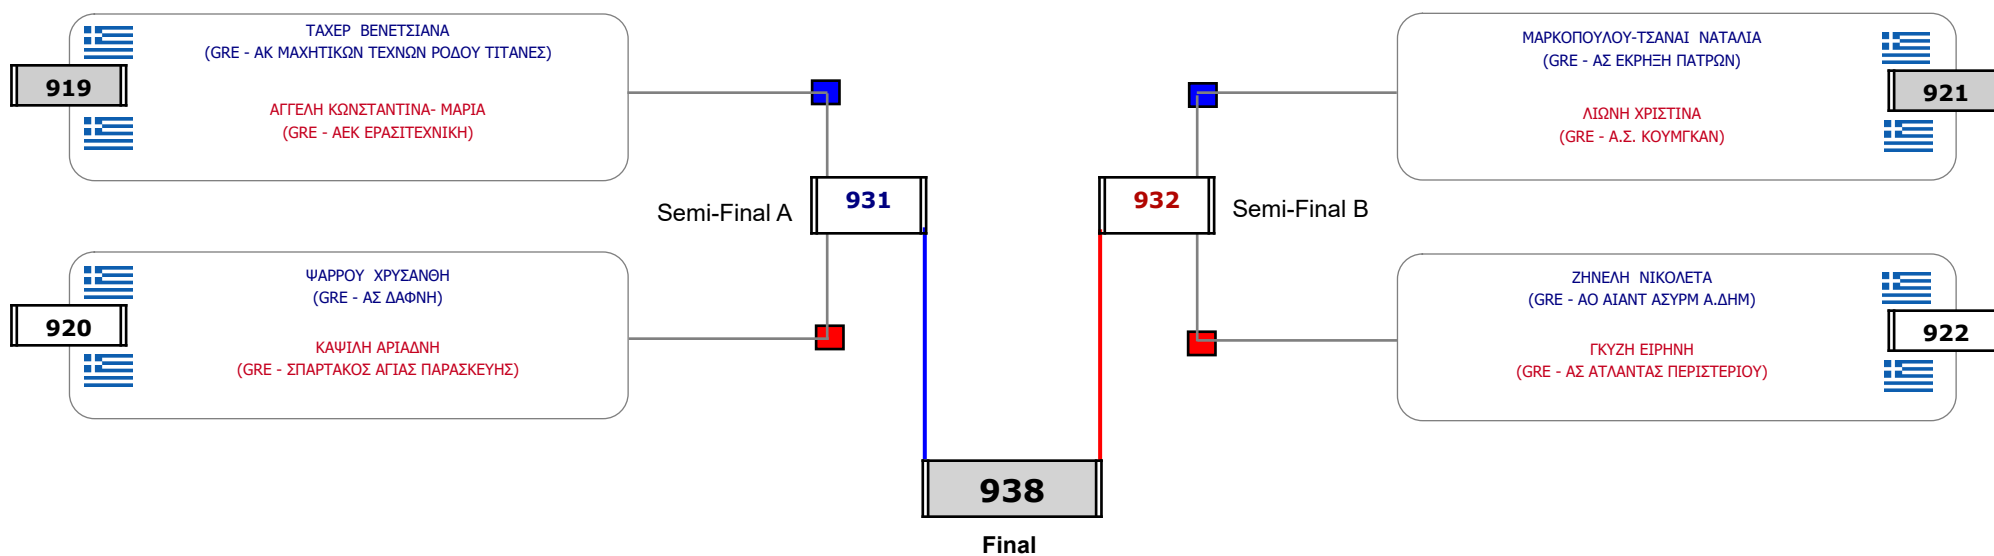 ΤΑΧΕΡ ΒΕΝΕΤΣΙΑΝΑ
(GRE - ΑΚ ΜΑΧΗΤΙΚΩΝ ΤΕΧΝΩΝ ΡΟΔΟΥ ΤΙΤΑΝΕΣ)
919
ΑΓΓΕΛΗ ΚΩΝΣΤΑΝΤΙΝΑ- ΜΑΡΙΑ
(GRE - ΑΕΚ ΕΡΑΣΙΤΕΧΝΙΚΗ)
ΨΑΡΡΟΥ ΧΡΥΣΑΝΘΗ
(GRE - ΑΣ ΔΑΦΝΗ)
920
ΚΑΨΙΛΗ ΑΡΙΑΔΝΗ
(GRE - ΣΠΑΡΤΑΚΟΣ ΑΓΙΑΣ ΠΑΡΑΣΚΕΥΗΣ)
Semi-Final A
931
932
Semi-Final B
ΜΑΡΚΟΠΟΥΛΟΥ-ΤΣΑΝΑΙ ΝΑΤΑΛΙΑ
(GRE - ΑΣ ΕΚΡΗΞΗ ΠΑΤΡΩΝ)
921
ΛΙΩΝΗ ΧΡΙΣΤΙΝΑ
(GRE - Α.Σ. ΚΟΥΜΓΚΑΝ)
ΖΗΝΕΛΗ ΝΙΚΟΛΕΤΑ
(GRE - ΑΟ ΑΙΑΝΤ ΑΣΥΡΜ Α.ΔΗΜ)
922
ΓΚΥΖΗ ΕΙΡΗΝΗ
(GRE - ΑΣ ΑΤΛΑΝΤΑΣ ΠΕΡΙΣΤΕΡΙΟΥ)
938
Final